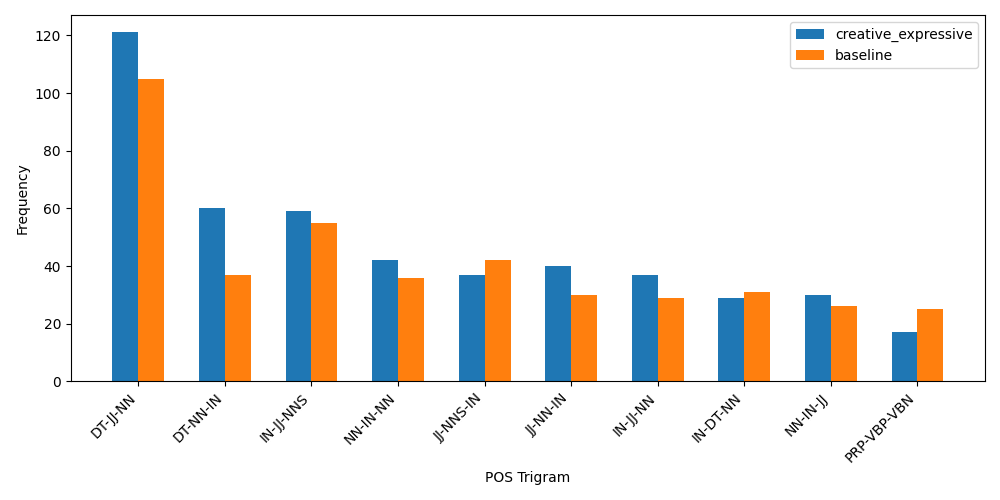 creative_expressive
baseline
Frequency
120
100
80
60
40
20
0
DT-JJ-NN
DT-NN-IN
IN-JJ-NNS
NN-IN-NN
JJ-NNS-IN
JJ-NN-IN
IN-JJ-NN
IN-DT-NN
NN-IN-JJ
PRP-VBP-VBN
POS Trigram